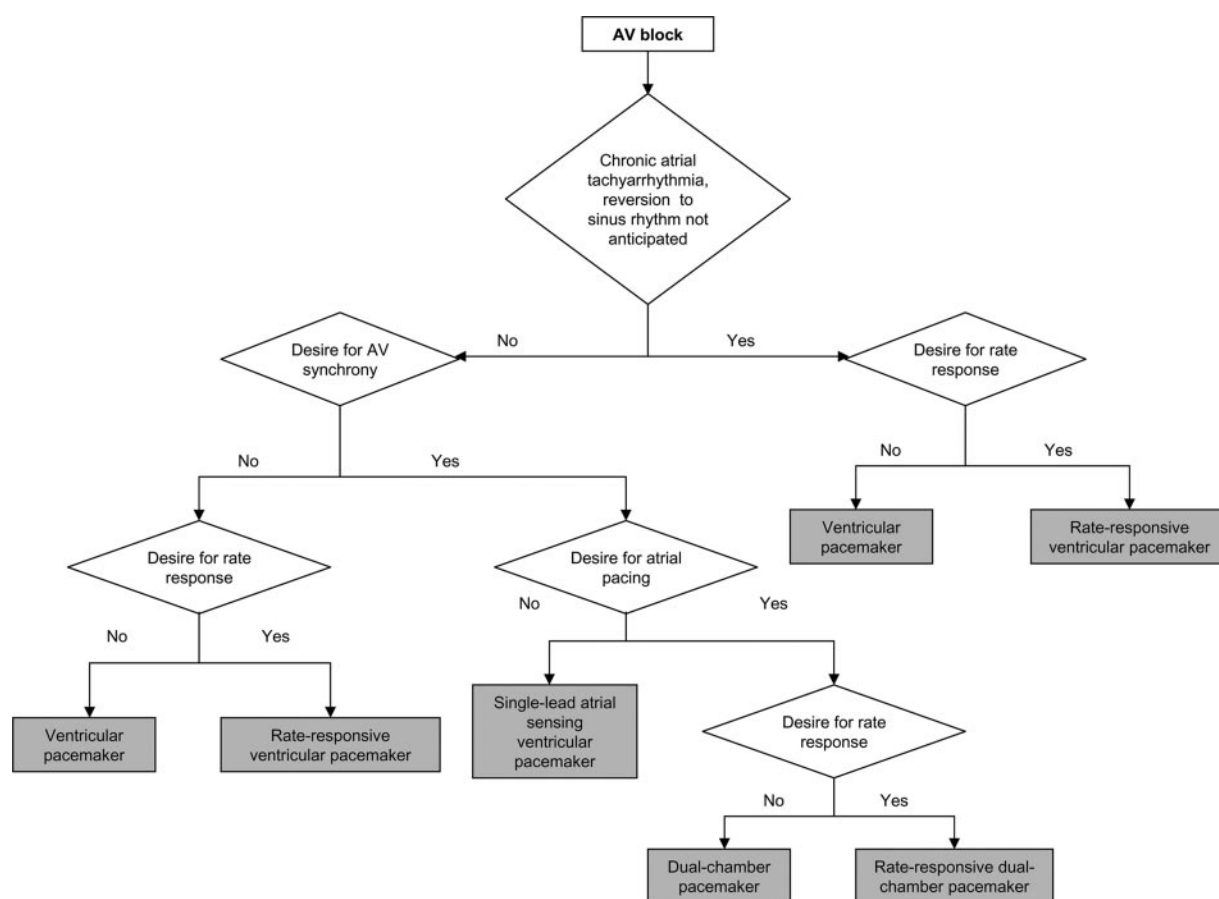 AV block
Chronic atrial
tachyarrhythmia,
reversion to
sinus rhythm not
anticipated
No
Yes
Desire for AV
synchrony
Desire for rate
response
No
Yes
No
Yes
Ventricular
pacemaker
Rate-responsive
ventricular pacemaker
Desire for rate
response
Desire for atrial
pacing
No
Yes
No
Yes
Ventricular
pacemaker
Rate-responsive
ventricular pacemaker
Single-lead atrial
sensing
ventricular
pacemaker
Desire for rate
response
No
Yes
Dual-chamber
pacemaker
Rate-responsive dual-
chamber pacemaker